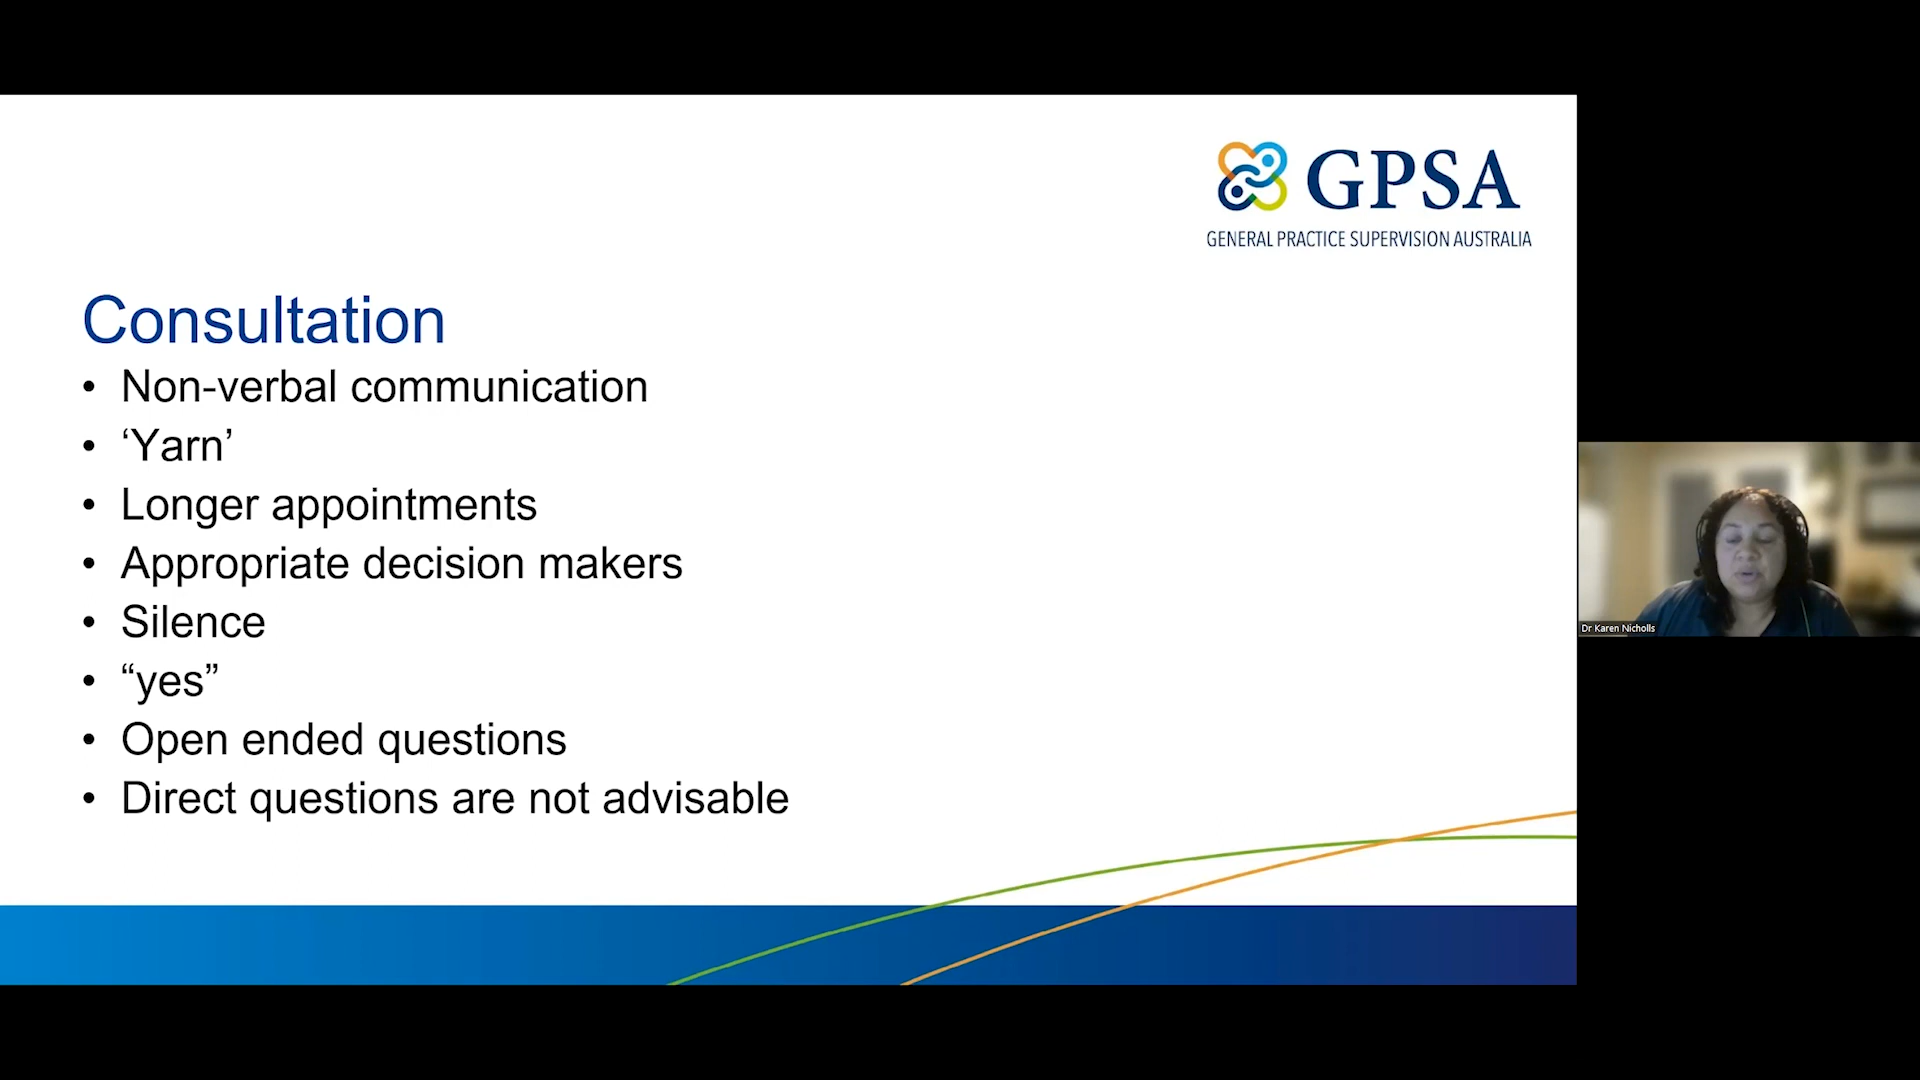 GPSA
GENERAL PRACTICE SUPERVISION AUSTRALIA
Consultation
• Non-verbal communication
• ‘Yarn’
• Longer appointments
• Appropriate decision makers
• Silence
• “yes”
• Open ended questions
• Direct questions are not advisable
Dr Karen Nicholls